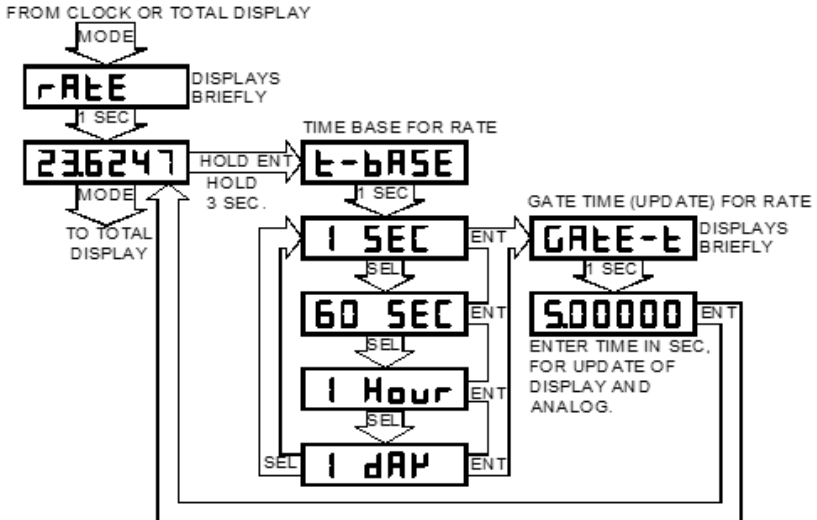 FROM CLOCK OR TOTAL DISPLAY
MODE
rAtE
DISPLAYS
BRIEFLY
1 SEC
23.6247
HOLD ENT
HOLD
3 SEC.
MODE
TO TOTAL
DISPLAY
TIME BASE FOR RATE
t-bASE
1 SEC
1 SEC
ENT
SEL
60 SEC
ENT
SEL
1 Hour
ENT
SEL
1 dAY
ENT
SEL
GATE TIME (UPDATE) FOR RATE
GAtE-t
DISPLAYS
BRIEFLY
1 SEC
5.00000
ENT
ENTER TIME IN SEC,
FOR UPDATE OF
DISPLAY AND
ANALOG.